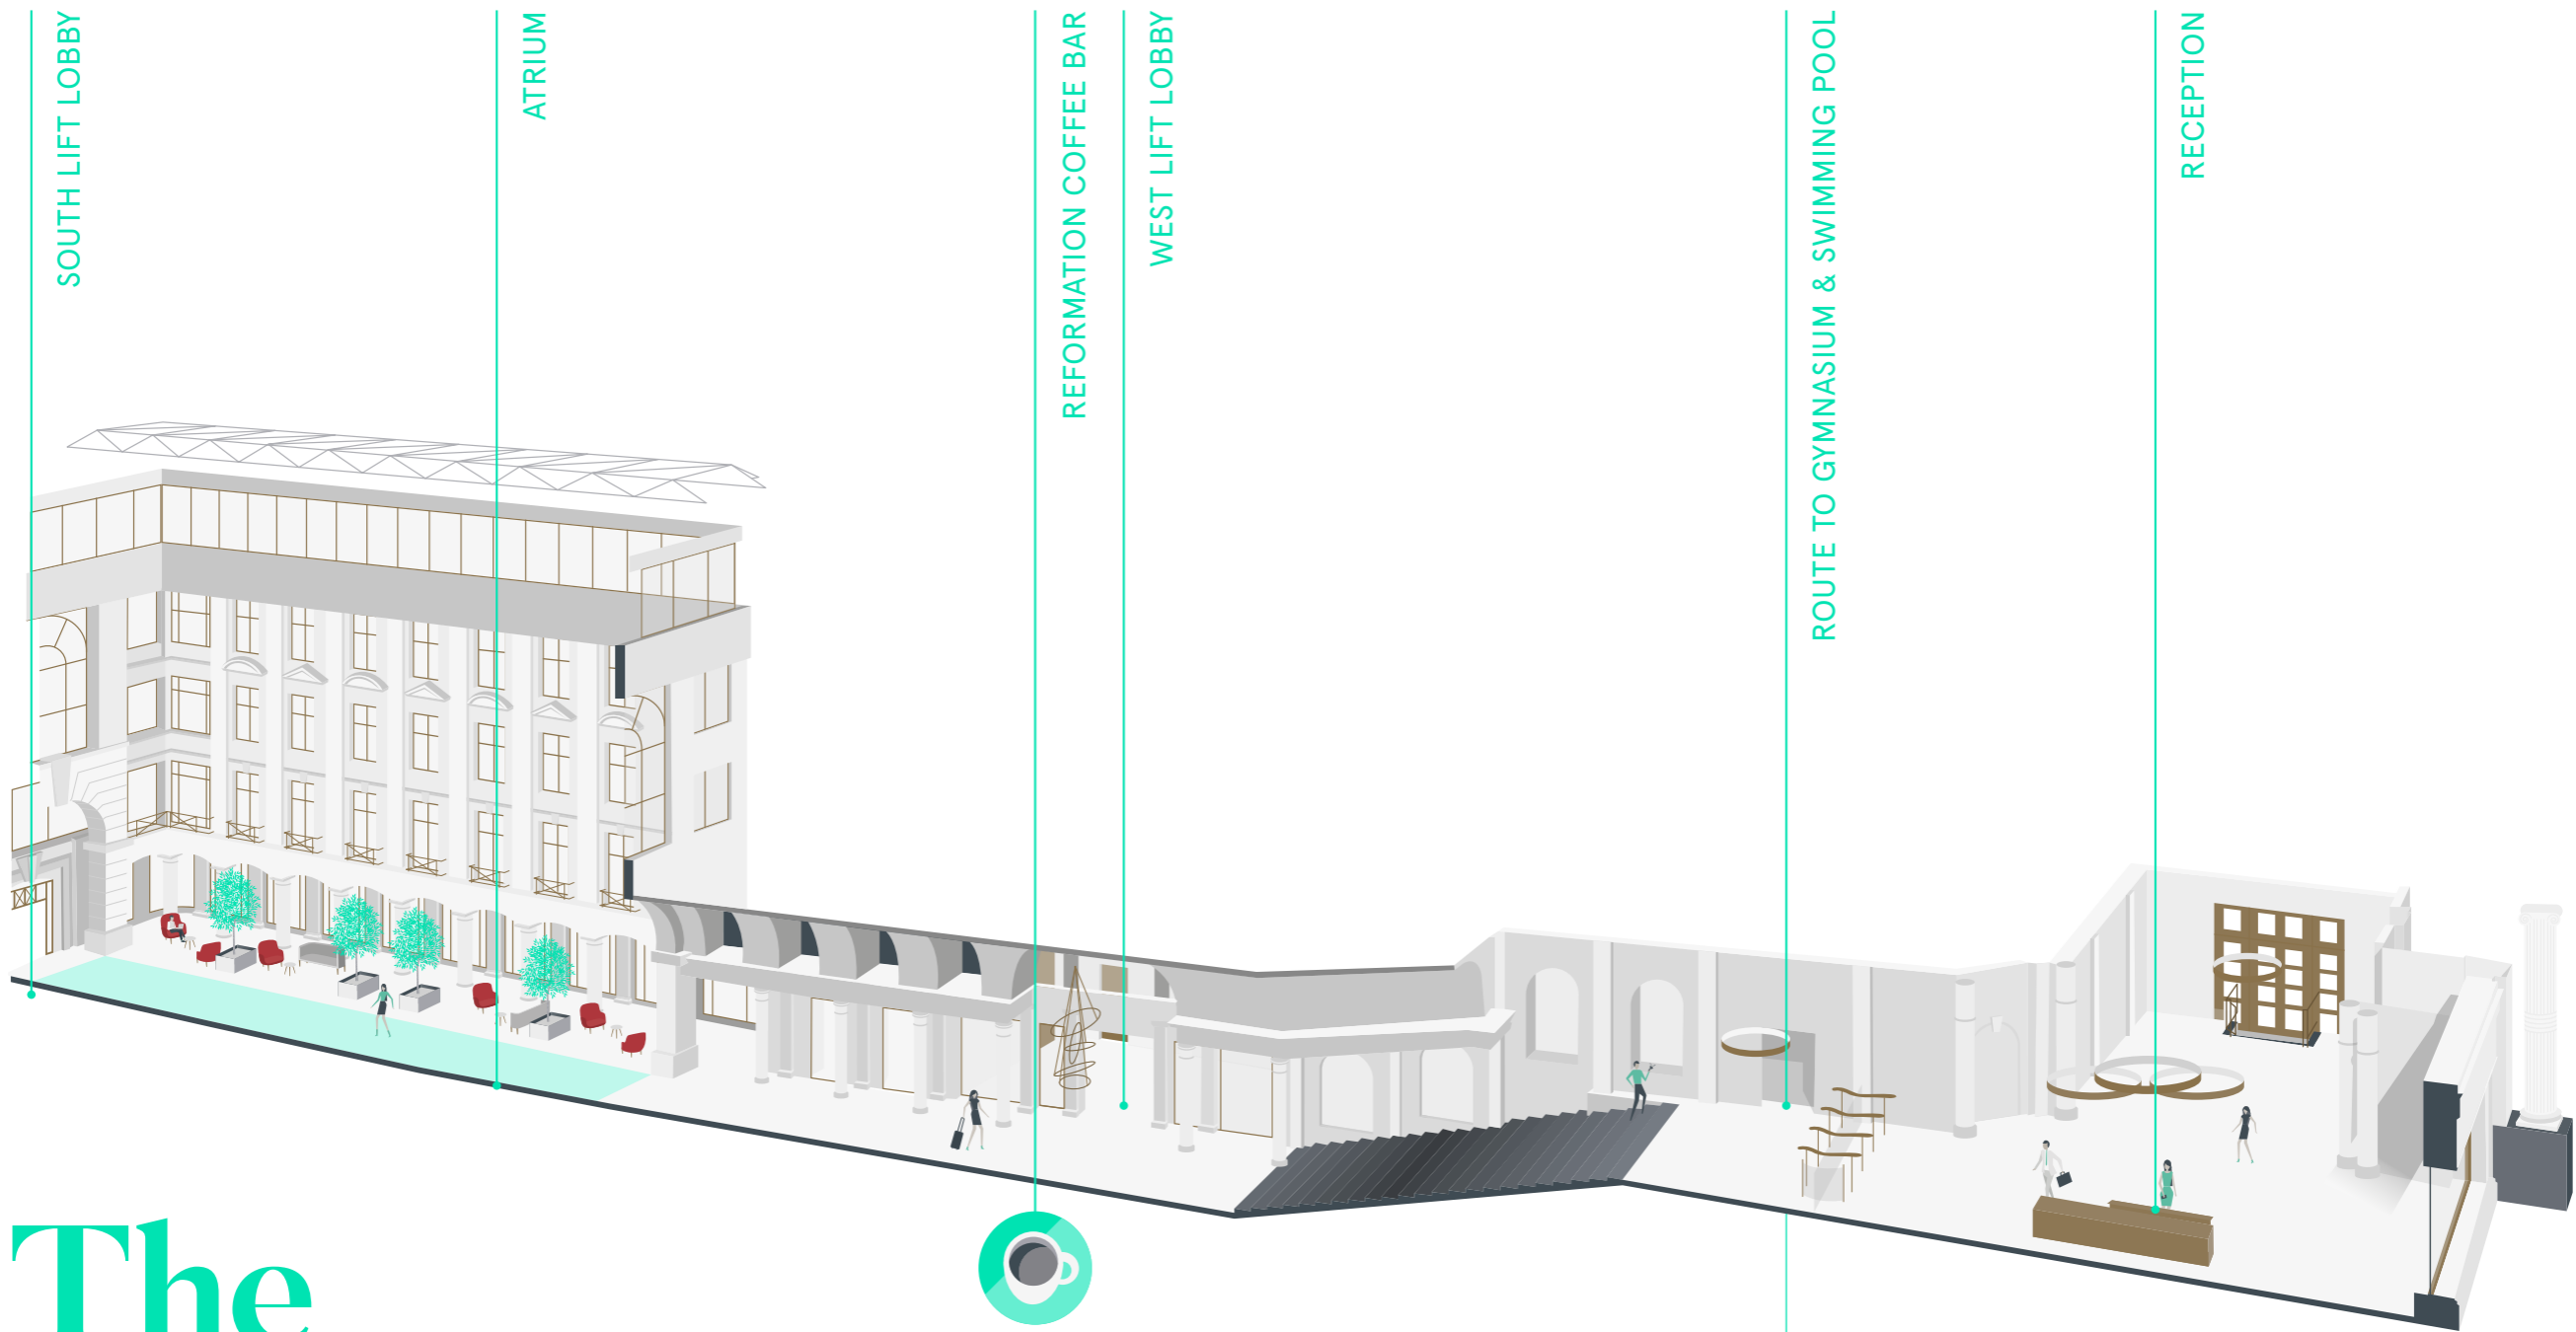 SOUTH LIFT LOBBY
ATRIUM
REFORMATION COFFEE BAR
WEST LIFT LOBBY
ROUTE TO GYMNASIUM & SWIMMING POOL
RECEPTION
The